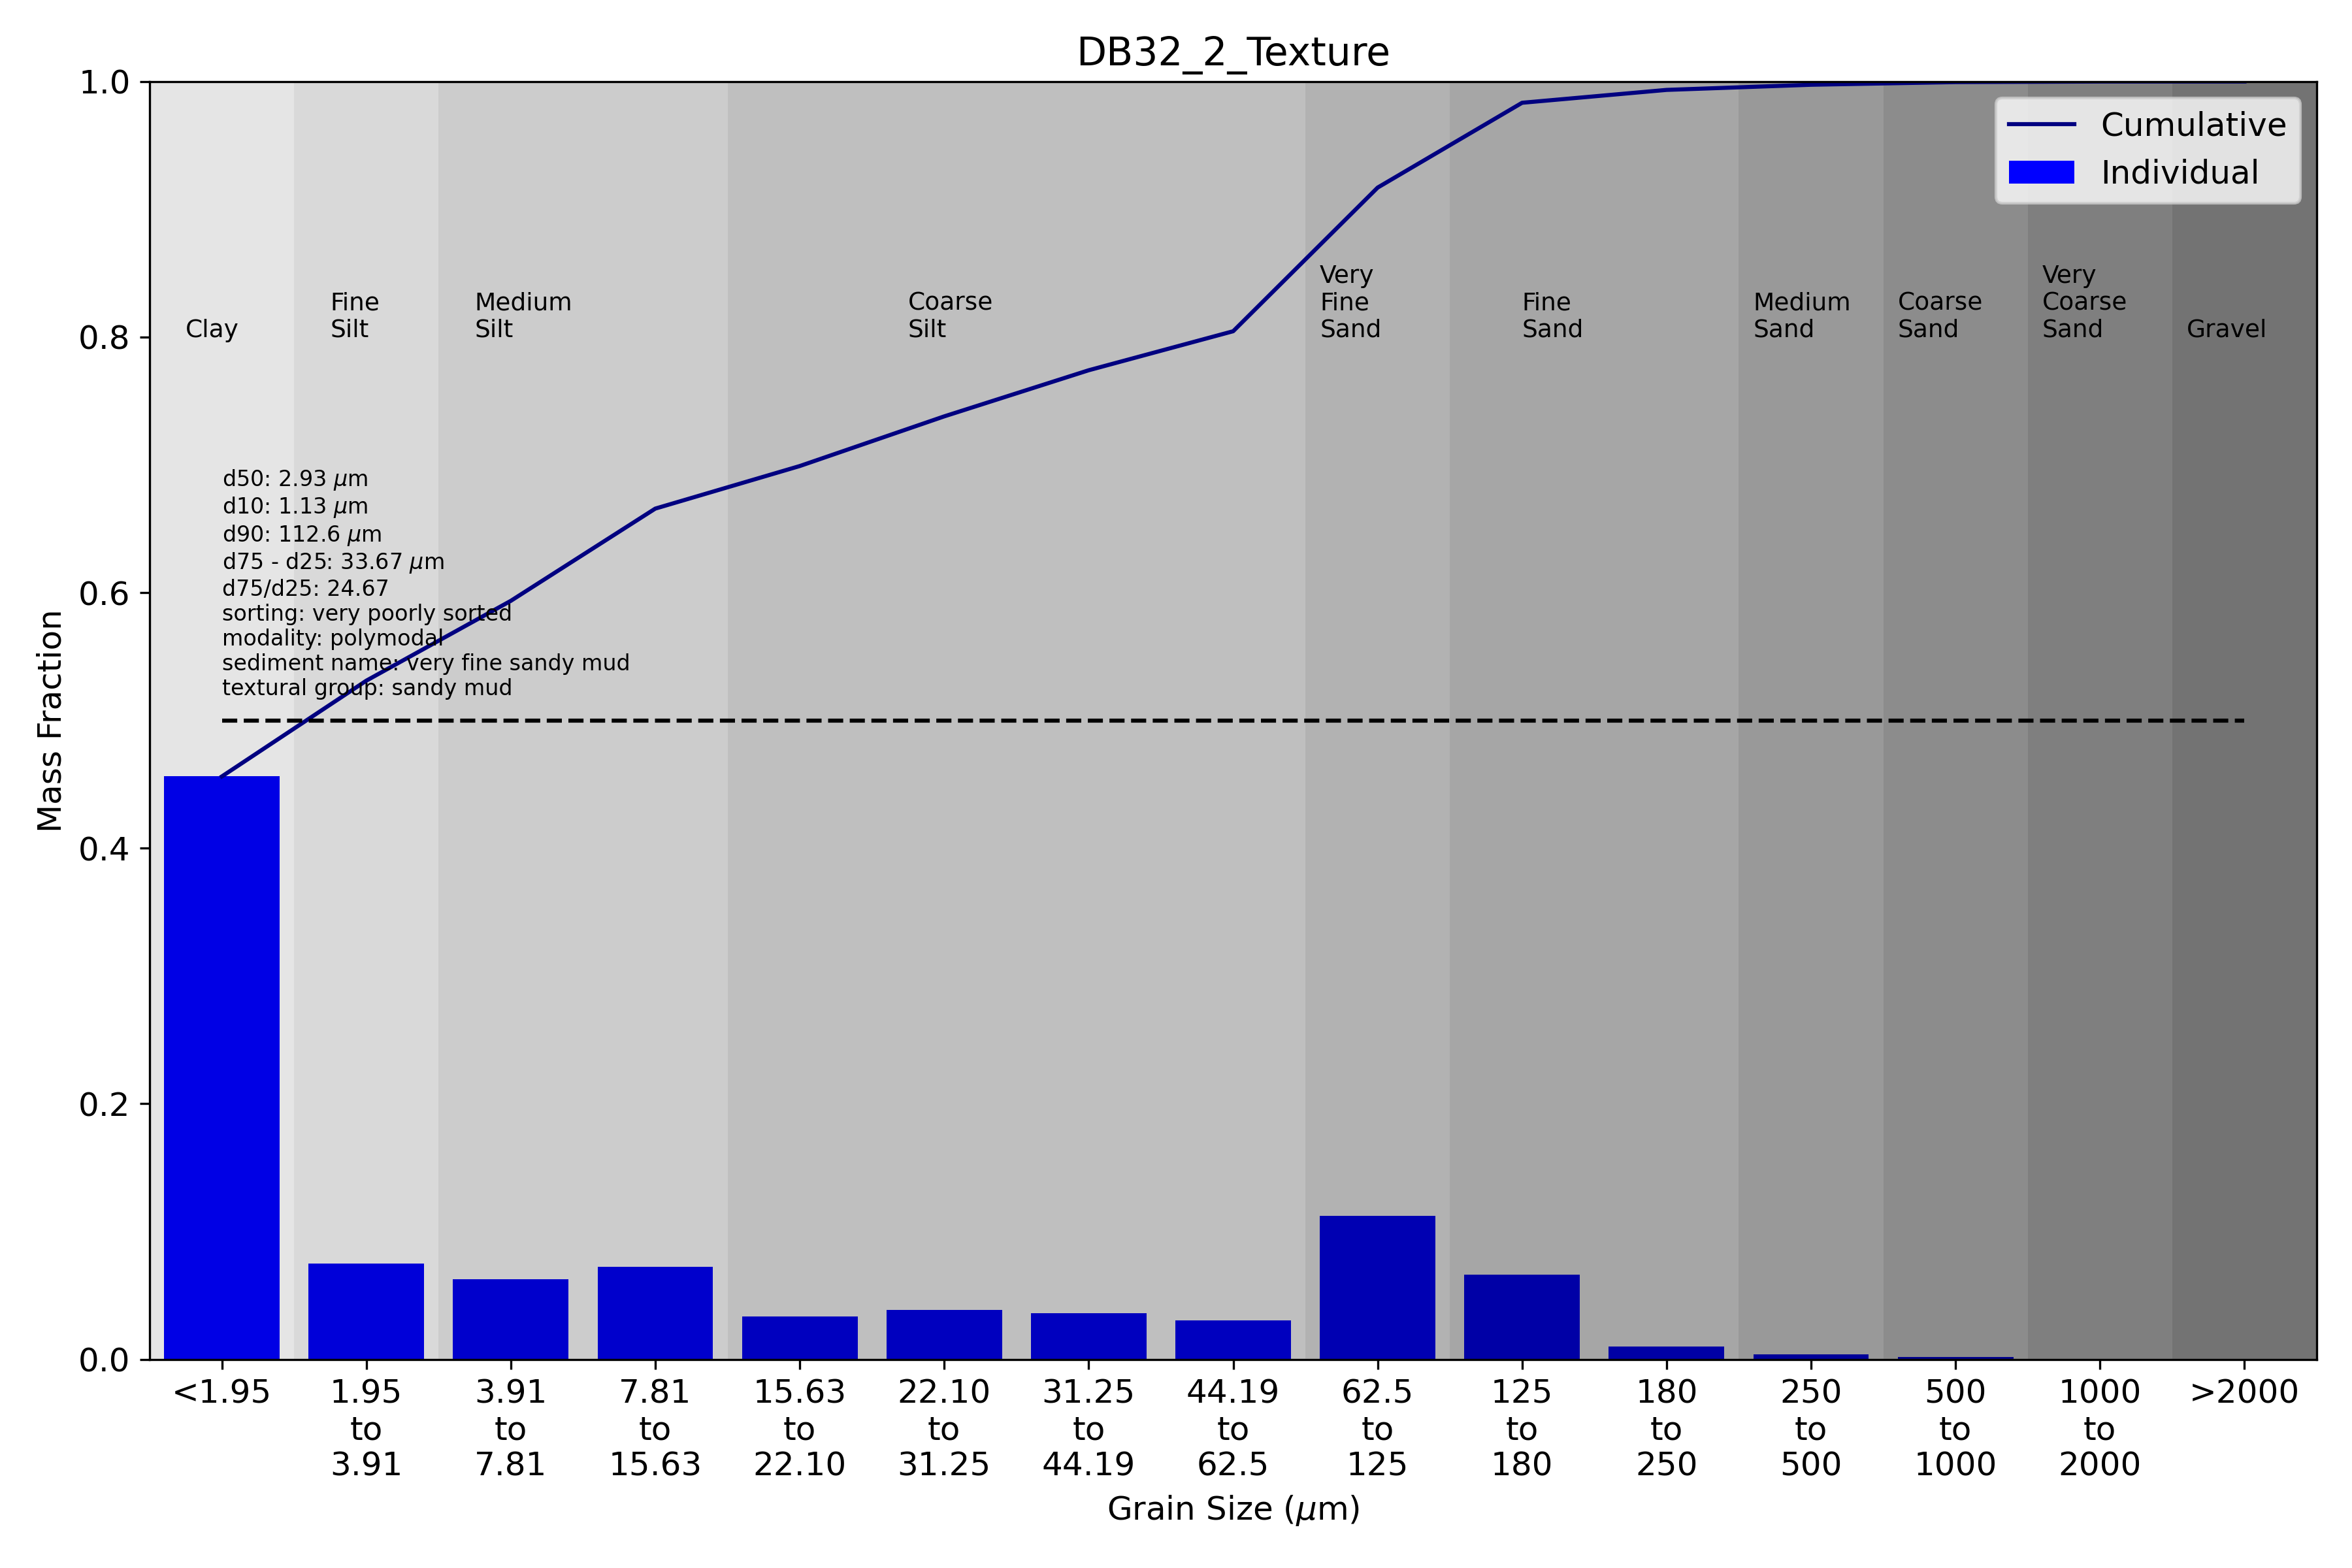 DB32_2_Texture
1.0
0.8
0.6
0.4
0.2
0.0
Mass Fraction
Cumulative
Individual
Clay
Fine
Silt
Medium
Silt
Coarse
Silt
Very
Fine
Sand
Fine
Sand
Medium
Sand
Coarse
Sand
Very
Coarse
Sand
Gravel
d50: 2.93 μm
d10: 1.13 μm
d90: 112.6 μm
d75 - d25: 33.67 μm
d75/d25: 24.67
sorting: very poorly sorted
modality: polymodal
sediment name: very fine sandy mud
textural group: sandy mud
<1.95
1.95
to
3.91
3.91
to
7.81
7.81
to
15.63
15.63
to
22.10
22.10
to
31.25
31.25
to
44.19
44.19
to
62.5
62.5
to
125
125
to
180
180
to
250
250
to
500
500
to
1000
1000
to
2000
>2000
Grain Size (μm)